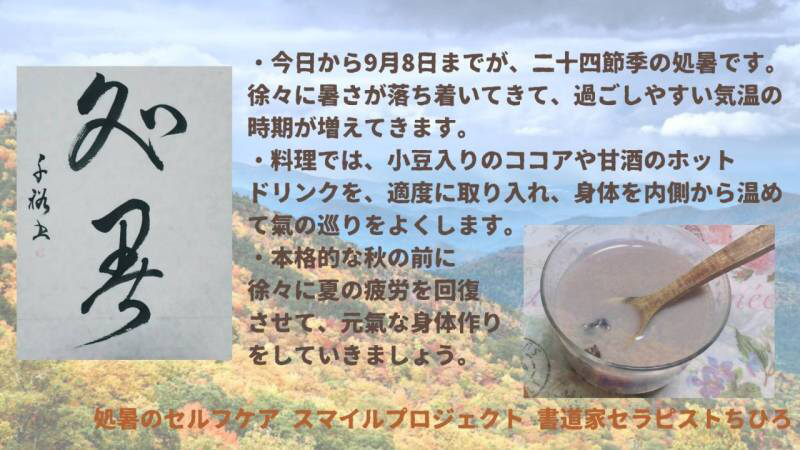 処暑
千裕書
・今日から9月8日までが、二十四節季の処暑です。
徐々に暑さが落ち着いてきて、過ごしやすい気温の
時期が増えてきます。
・料理では、小豆入りのココアや甘酒のホット
ドリンクを、適度に取り入れ、身体を内側から温め
て氣の巡りをよくします。
・本格的な秋の前に
徐々に夏の疲労を回復
させて、元氣な身体作り
をしていきましょう。
処暑のセルフケア スマイルプロジェクト 書道家セラピストちひろ